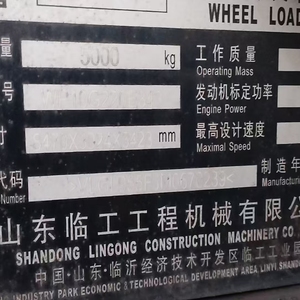 WHEEL LOAD
量 5000 kg 工作质量
Operating Mass
号 发动机标定功率
Engine Power
寸 mm 最高设计速度
Maximal Speed
代码 制造年
Number Manufactur
山东临工工程机械有限公
SHANDONG LINGONG CONSTRUCTION MACHINERY CO
中国·山东·临沂经济技术开发区临工工业园
INDUSTRY PARK ECONOMIC & TECHNOLOGICAL DEVELOPMENT AREA, LINYI, SHANDO